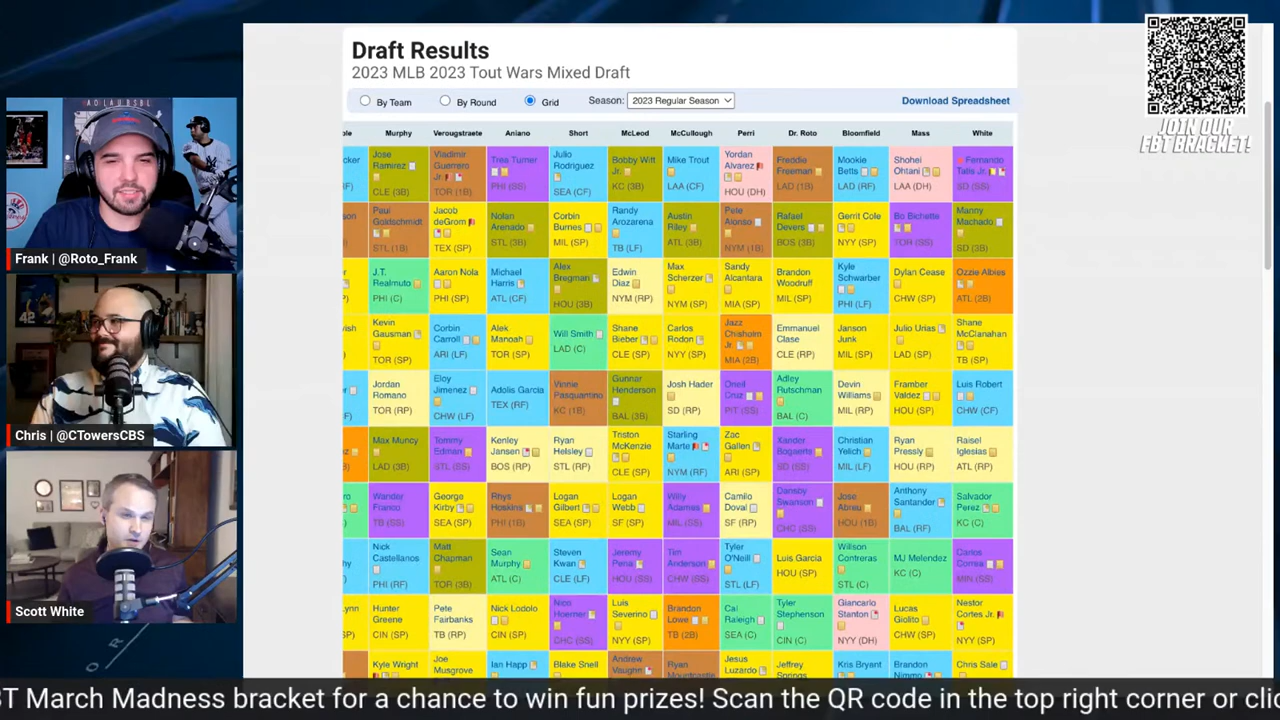 Draft Results
2023 MLB 2023 Tout Wars Mixed Draft
By Team By Round Grid Season: 2023 Regular Season Download Spreadsheet
JOIN OUR
FBT BRACKET!
Murphy Verougstraete Aniano Short McLeod McCullough Perri Dr. Roto Bloomfield Mass White
Jose Ramirez CLE (3B)
Vladimir Guerrero Jr. TOR (1B)
Trea Turner PHI (SS)
Julio Rodriguez SEA (CF)
Bobby Witt Jr. KC (3B)
Mike Trout LAA (CF)
Yordan Alvarez HOU (DH)
Freddie Freeman LAD (1B)
Mookie Betts LAD (RF)
Shohei Ohtani LAA (DH)
Fernando Tatis Jr. SD (SS)
Paul Goldschmidt STL (1B)
Jacob deGrom TEX (SP)
Nolan Arenado STL (3B)
Corbin Burnes MIL (SP)
Randy Arozarena TB (LF)
Austin Riley ATL (3B)
Pete Alonso NYM (1B)
Rafael Devers BOS (3B)
Gerrit Cole NYY (SP)
Bo Bichette TOR (SS)
Manny Machado SD (3B)
J.T. Realmuto PHI (C)
Aaron Nola PHI (SP)
Michael Harris ATL (CF)
Alex Bregman HOU (3B)
Edwin Diaz NYM (RP)
Max Scherzer NYM (SP)
Sandy Alcantara MIA (SP)
Brandon Woodruff MIL (SP)
Kyle Schwarber PHI (LF)
Dylan Cease CHW (SP)
Ozzie Albies ATL (2B)
Kevin Gausman TOR (SP)
Corbin Carroll ARI (LF)
Alek Manoah TOR (SP)
Will Smith LAD (C)
Shane Bieber CLE (SP)
Carlos Rodon NYY (SP)
Jazz Chisholm Jr. MIA (2B)
Emmanuel Clase CLE (RP)
Janson Junk MIL (SP)
Julio Urias LAD (SP)
Shane McClanahan TB (SP)
Jordan Romano TOR (RP)
Eloy Jimenez CHW (LF)
Adolis Garcia TEX (RF)
Vinnie Pasquantino KC (1B)
Gunnar Henderson BAL (3B)
Josh Hader SD (RP)
Oneil Cruz PIT (SS)
Adley Rutschman BAL (C)
Devin Williams MIL (RP)
Framber Valdez HOU (SP)
Luis Robert CHW (CF)
Max Muncy LAD (3B)
Tommy Edman STL (SS)
Kenley Jansen BOS (RP)
Ryan Helsley STL (RP)
Triston McKenzie CLE (SP)
Starling Marte NYM (RF)
Zac Gallen ARI (SP)
Xander Bogaerts SD (SS)
Christian Yelich MIL (LF)
Ryan Pressly HOU (RP)
Raisel Iglesias ATL (RP)
Wander Franco TB (SS)
George Kirby SEA (SP)
Rhys Hoskins PHI (1B)
Logan Gilbert SEA (SP)
Logan Webb SF (SP)
Willy Adames MIL (SS)
Camilo Doval SF (RP)
Dansby Swanson CHC (SS)
Jose Abreu HOU (1B)
Anthony Santander BAL (RF)
Salvador Perez KC (C)
Nick Castellanos PHI (RF)
Matt Chapman TOR (3B)
Sean Murphy ATL (C)
Steven Kwan CLE (LF)
Jeremy Pena HOU (SS)
Tim Anderson CHW (SS)
Tyler O'Neill STL (LF)
Luis Garcia HOU (SP)
Willson Contreras STL (C)
MJ Melendez KC (C)
Carlos Correa MIN (SS)
Hunter Greene CIN (SP)
Pete Fairbanks TB (RP)
Nick Lodolo CIN (SP)
Nico Hoerner CHC (SS)
Luis Severino NYY (SP)
Brandon Lowe TB (2B)
Cal Raleigh SEA (C)
Tyler Stephenson CIN (C)
Giancarlo Stanton NYY (DH)
Lucas Giolito CHW (SP)
Nestor Cortes Jr. NYY (SP)
Kyle Wright
Joe Musgrove
Ian Happ
Blake Snell
Andrew Vaughn
Ryan Mountcastle
Jesus Luzardo
Jeffrey Springs
Kris Bryant
Brandon Nimmo
Chris Sale
Frank | @Roto_Frank
Chris | @CTowersCBS
Scott White
BT March Madness bracket for a chance to win fun prizes! Scan the QR code in the top right corner or clic